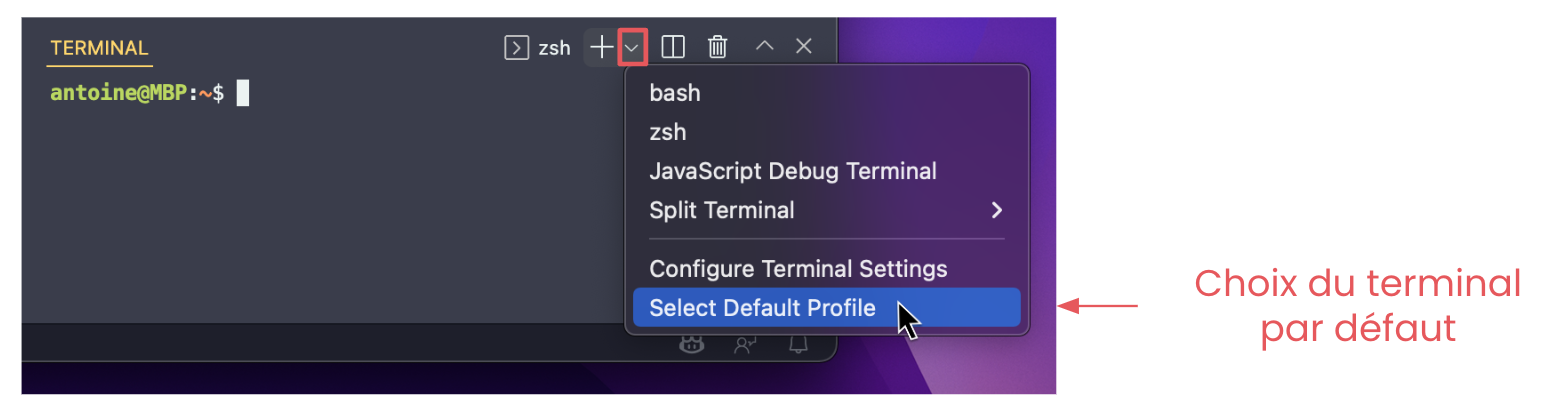 TERMINAL
zsh
antoine@MBP:~$
bash
zsh
JavaScript Debug Terminal
Split Terminal
Configure Terminal Settings
Select Default Profile
Choix du terminal
par défaut